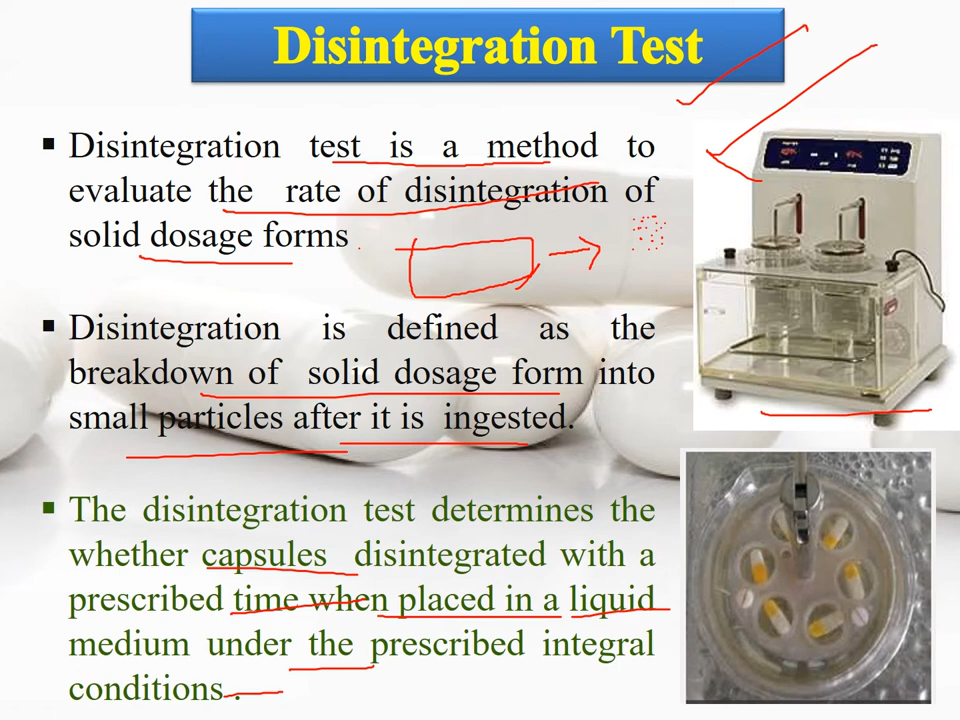 Disintegration Test
▪ Disintegration test is a method to
evaluate the rate of disintegration of
solid dosage forms
▪ Disintegration is defined as the
breakdown of solid dosage form into
small particles after it is ingested.
▪ The disintegration test determines the
whether capsules disintegrated with a
prescribed time when placed in a liquid
medium under the prescribed integral
conditions .